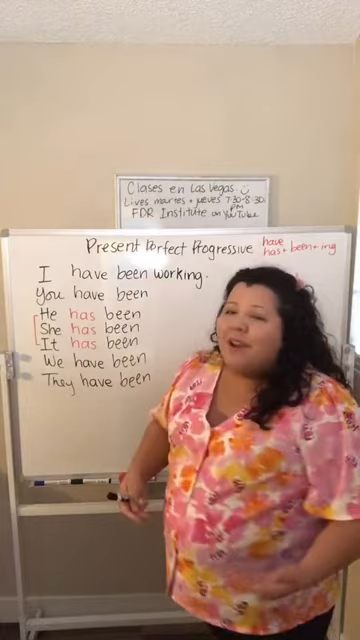 Clases en Las Vegas
Lives martes + jueves 7:30-8:30
pm
FDR Institute on YouTube
Present Perfect Progressive
have
has + been + ing
I have been working.
You have been
He has been
She has been
It has been
We have been
They have been